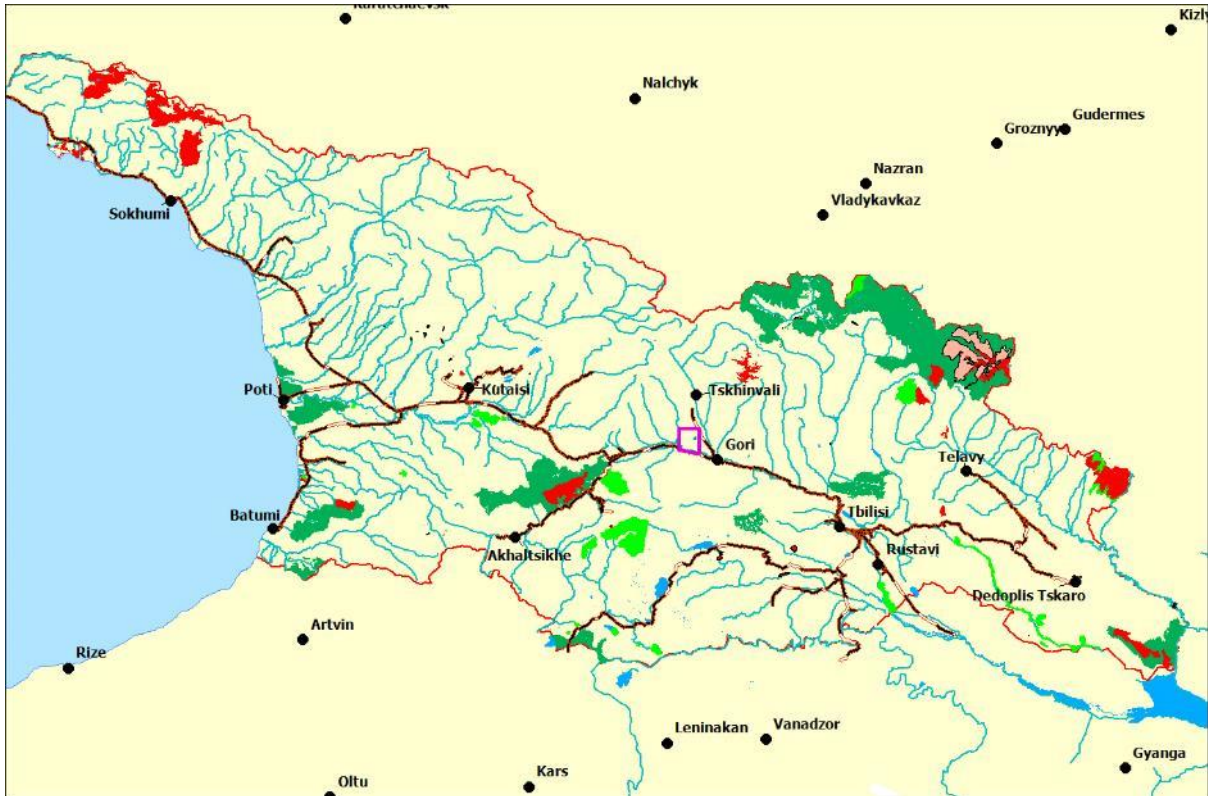 Karatchaevsk
Nalchyk
Gudermes
Groznyy
Nazran
Vladykavkaz
Sokhumi
Poti
Kutaisi
Tskhinvali
Gori
Telavy
Batumi
Akhaltsikhe
Tbilisi
Rustavi
Dedoplis Tskaro
Artvin
Rize
Leninakan
Vanadzor
Gyanga
Kars
Oltu